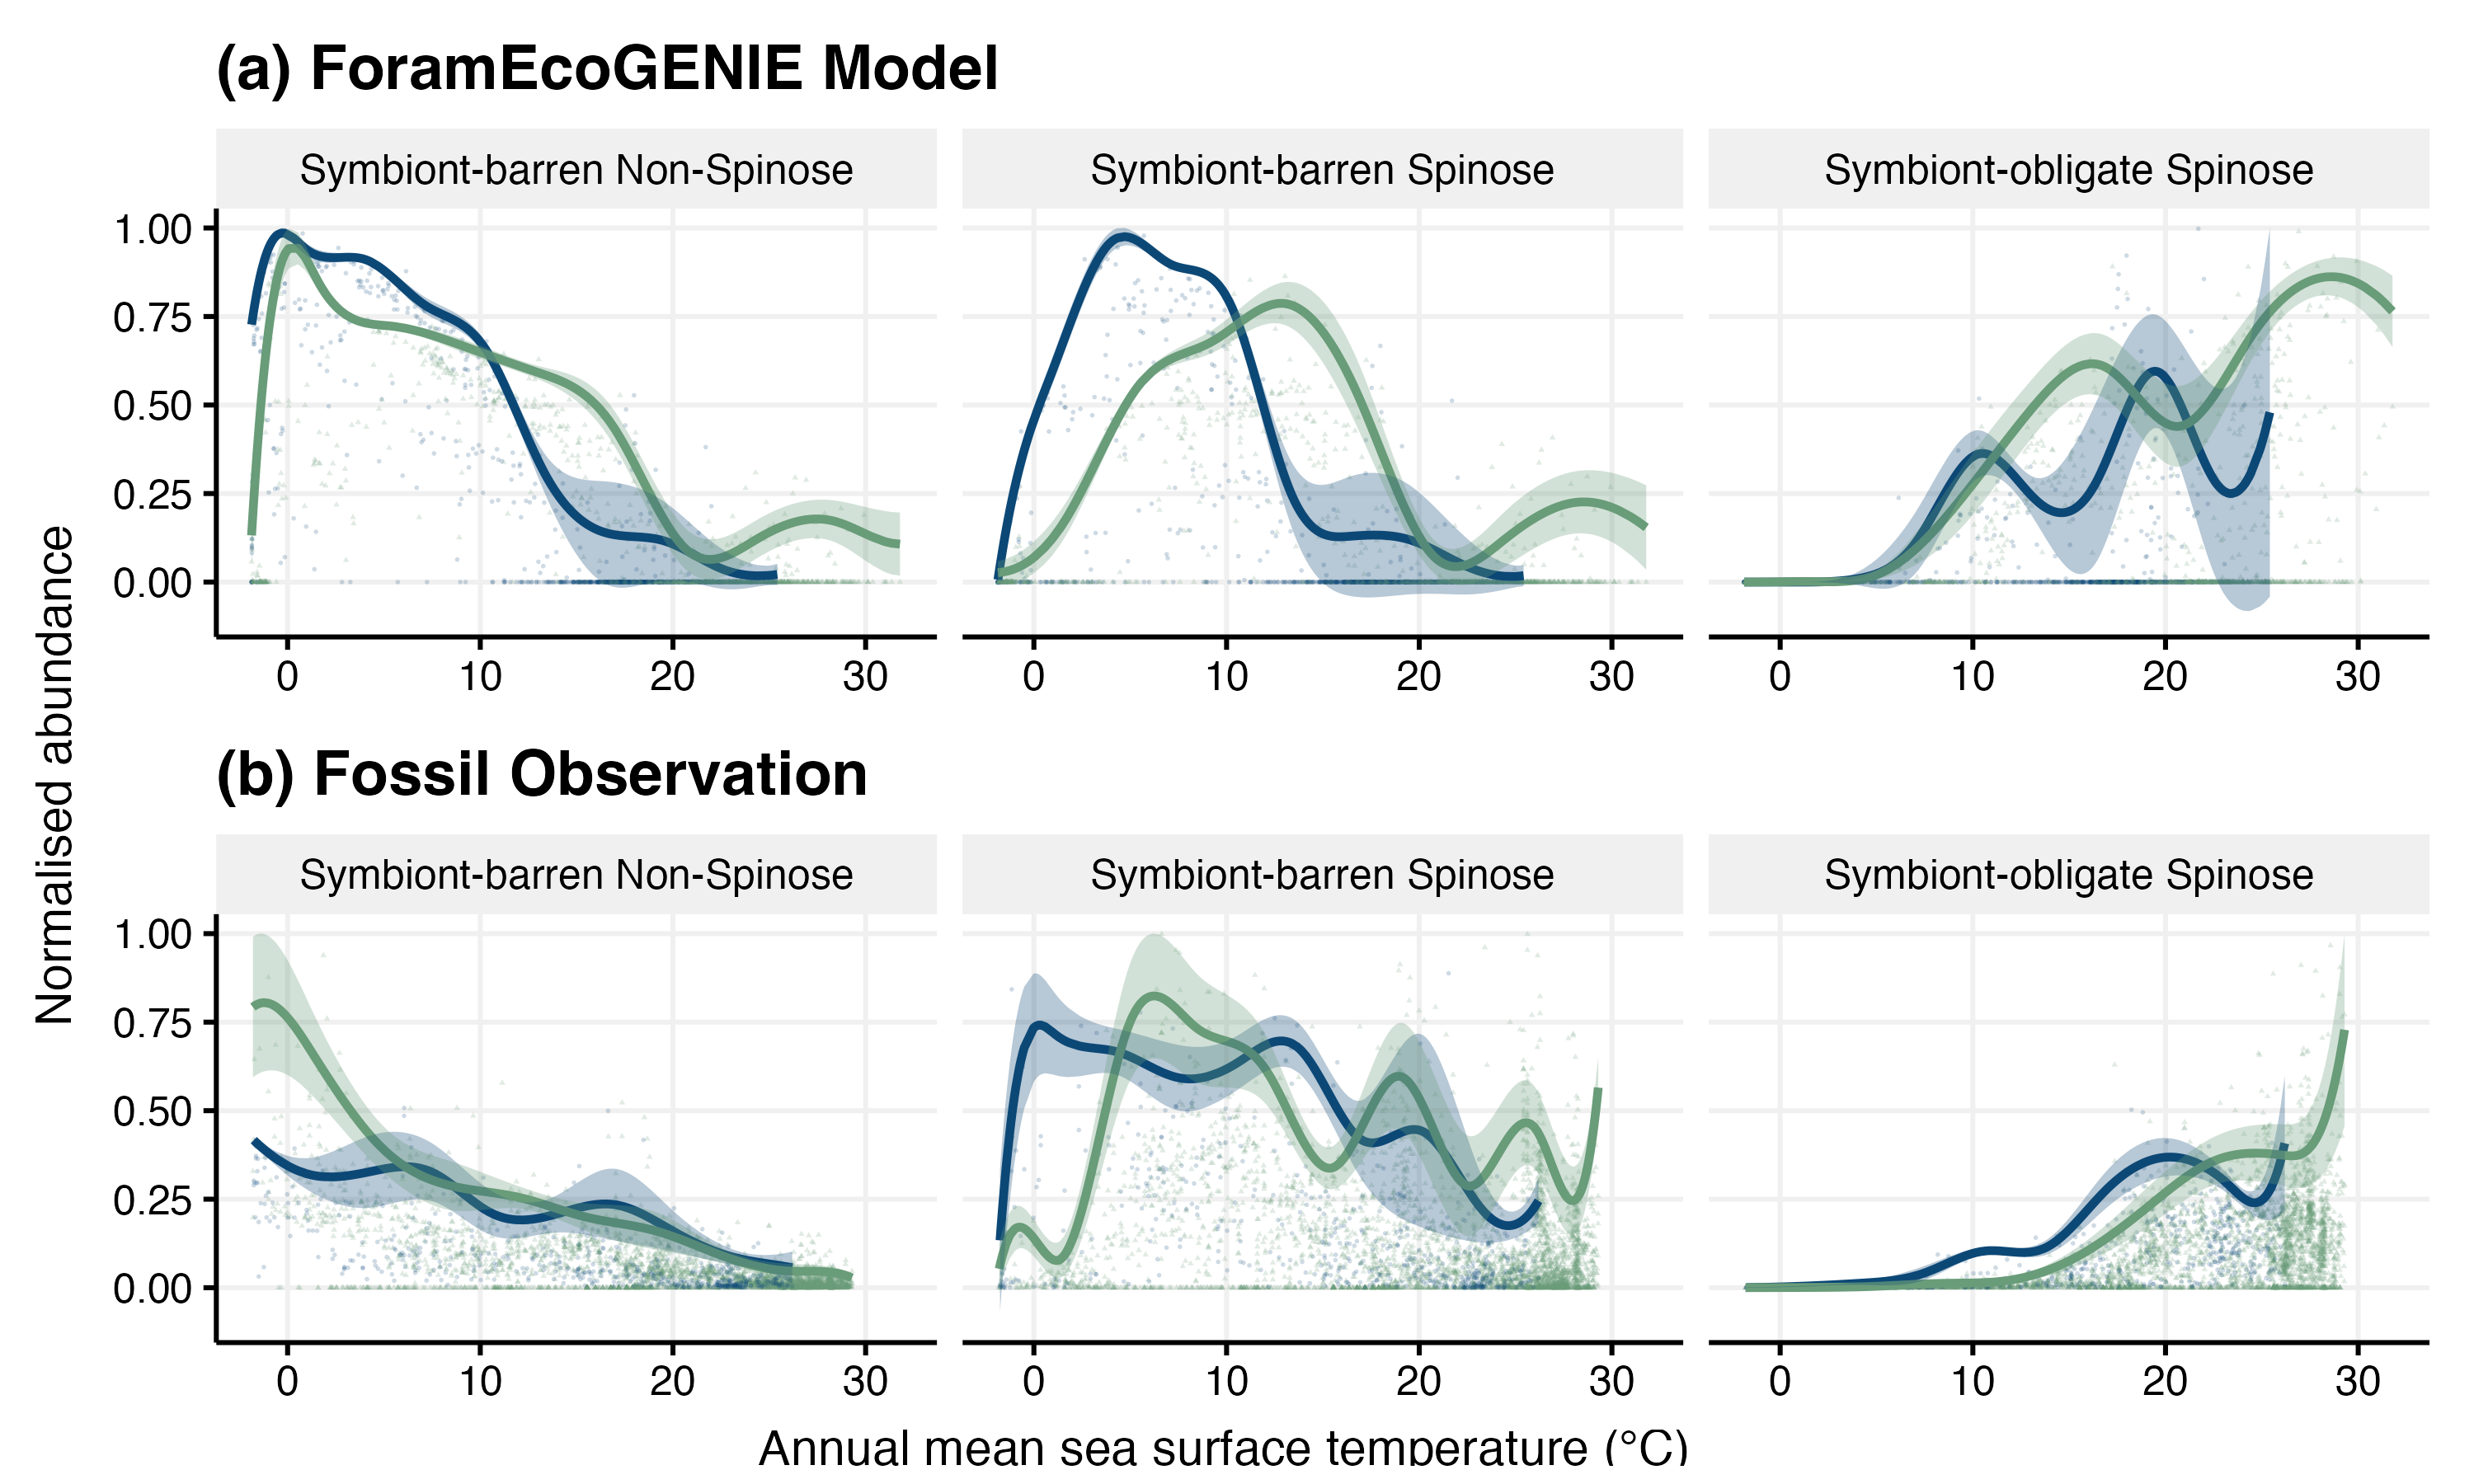 (a) ForamEcoGENIE Model
Symbiont-barren Non-Spinose Symbiont-barren Spinose Symbiont-obligate Spinose
1.00
0.75
0.50
0.25
0.00
0 10 20 30 0 10 20 30 0 10 20 30
Normalised abundance
(b) Fossil Observation
Symbiont-barren Non-Spinose Symbiont-barren Spinose Symbiont-obligate Spinose
1.00
0.75
0.50
0.25
0.00
0 10 20 30 0 10 20 30 0 10 20 30
Annual mean sea surface temperature (°C)